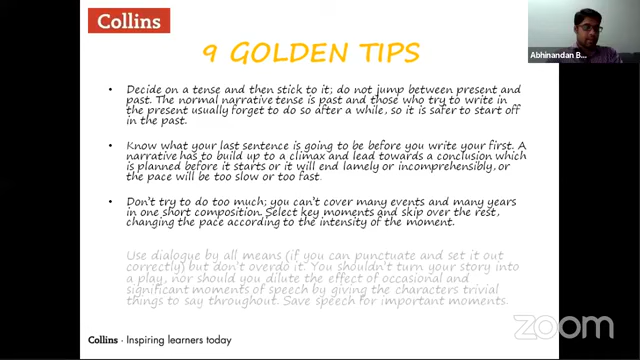 Collins
9 GOLDEN TIPS
Abhinandan B...
• Decide on a tense and then stick to it; do not jump between present and
past. The normal narrative tense is past and those who try to write in
the present usually forget to do so after a while, so it is safer to start off
in the past.
• Know what your last sentence is going to be before you write your first. A
narrative has to build up to a climax and lead towards a conclusion which
is planned before it starts or it will end lamely or incomprehensibly, or
the pace will be too slow or too fast.
• Don't try to do too much; you can't cover many events and many years
in one short composition. Select key moments and skip over the rest,
changing the pace according to the intensity of the moment.
Use dialogue by all means (if you can punctuate and set it out
correctly) but don't overdo it. You shouldn't turn your story into
a play, nor should you dilute the effect of occasional and
significant moments of speech by giving the characters trivial
things to say throughout. Save speech for important moments.
Collins · Inspiring learners today
zoom